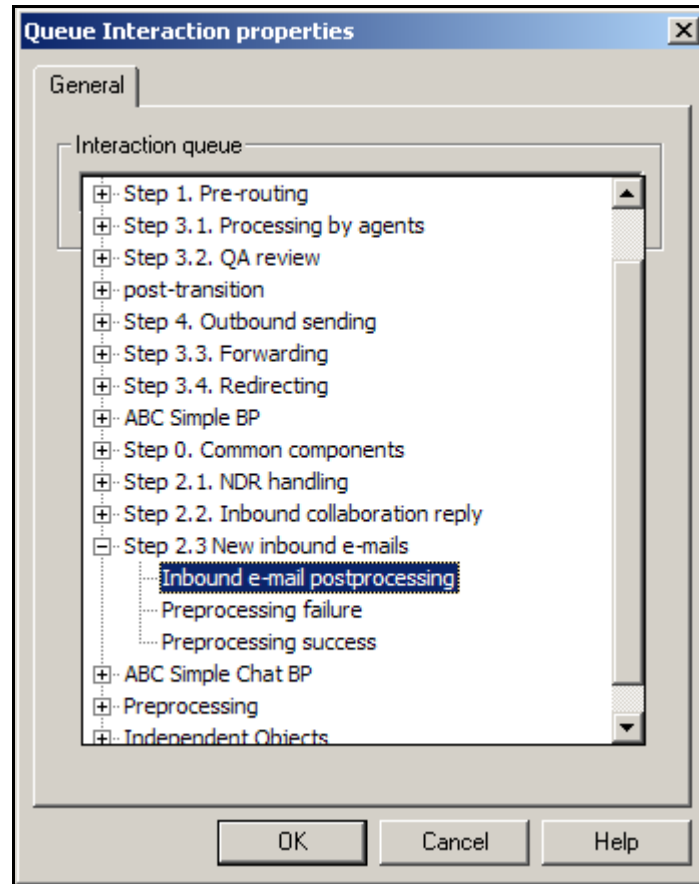 Queue Interaction properties
General
Interaction queue
Step 1. Pre-routing
Step 3.1. Processing by agents
Step 3.2. QA review
post-transition
Step 4. Outbound sending
Step 3.3. Forwarding
Step 3.4. Redirecting
ABC Simple BP
Step 0. Common components
Step 2.1. NDR handling
Step 2.2. Inbound collaboration reply
Step 2.3 New inbound e-mails
Inbound e-mail postprocessing
Preprocessing failure
Preprocessing success
ABC Simple Chat BP
Preprocessing
Independent Objects
OK Cancel Help